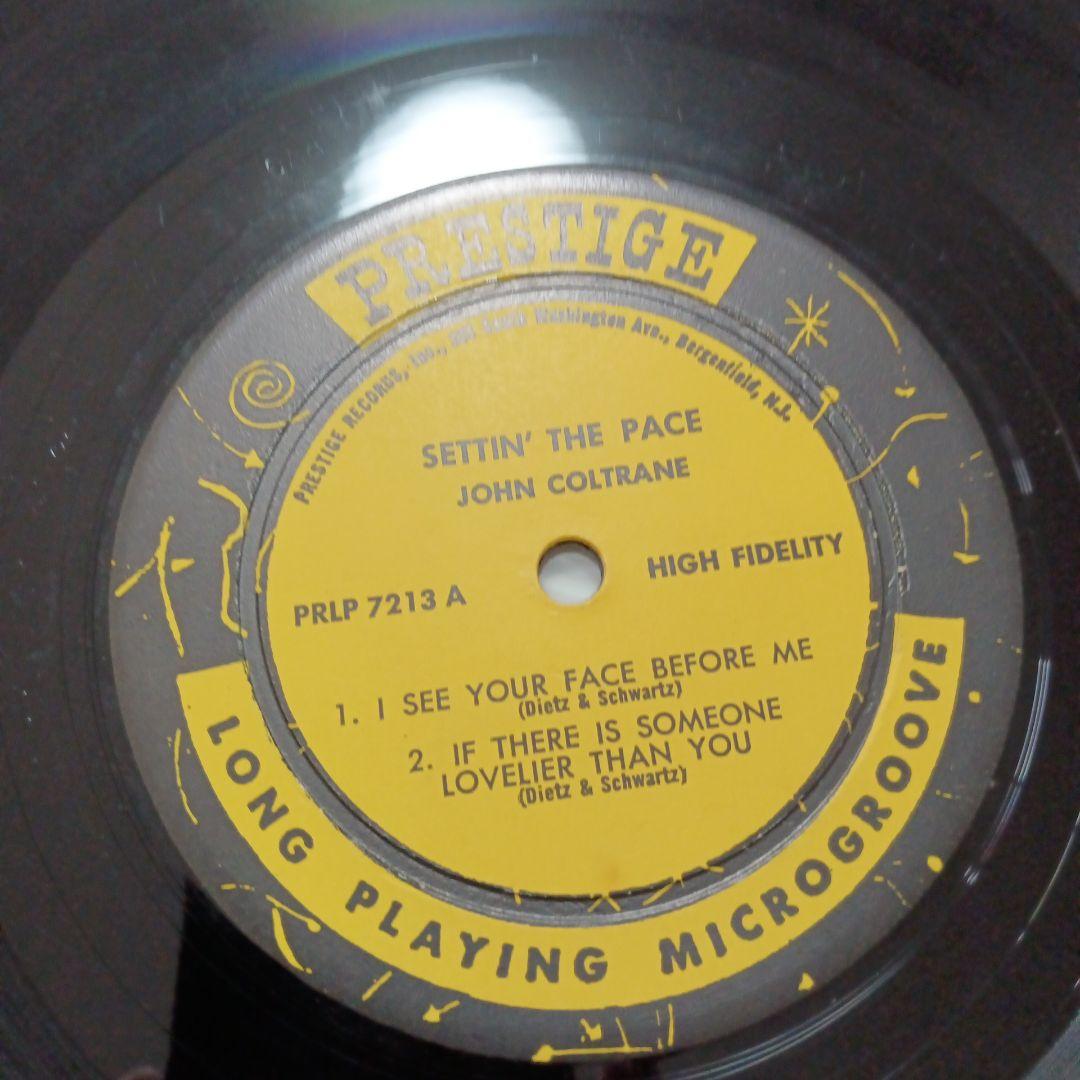 PRESTIGE
PRESTIGE RECORDS, Inc., 203 South Washington Ave., Bergenfield, N.J.
SETTIN' THE PACE
JOHN COLTRANE
PRLP 7213 A
HIGH FIDELITY
1. I SEE YOUR FACE BEFORE ME
(Dietz & Schwartz)
2. IF THERE IS SOMEONE
LOVELIER THAN YOU
(Dietz & Schwartz)
LONG PLAYING MICROGROOVE